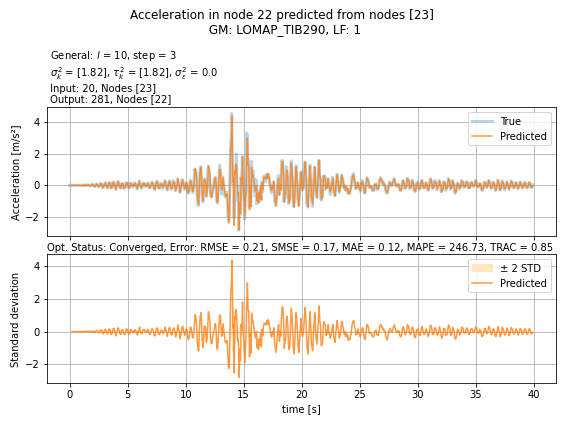 Acceleration in node 22 predicted from nodes [23]
GM: LOMAP_TIB290, LF: 1
General: l = 10, step = 3
σ²ₖ = [1.82], τ²ₖ = [1.82], σ²ε = 0.0
Input: 20, Nodes [23]
Output: 281, Nodes [22]
Acceleration [m/s²]
4
2
0
−2
True
Predicted
Opt. Status: Converged, Error: RMSE = 0.21, SMSE = 0.17, MAE = 0.12, MAPE = 246.73, TRAC = 0.85
Standard deviation
4
2
0
−2
± 2 STD
Predicted
0 5 10 15 20 25 30 35 40
time [s]